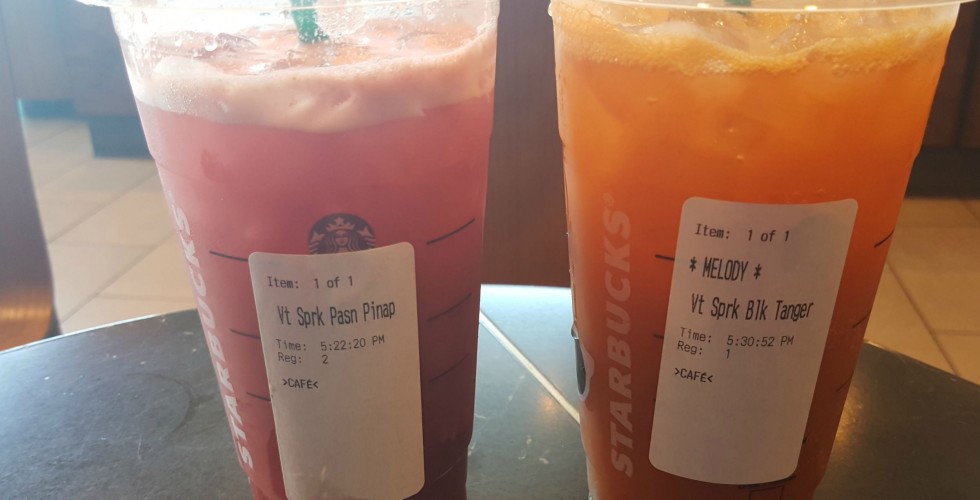 STARBUCKS
Item: 1 of 1
Vt Sprk Pasn Pinap
Time: 5:22:20 PM
Reg: 2
>CAFÉ<
STARBUCKS®
Item: 1 of 1
* MELODY *
Vt Sprk Blk Tanger
Time: 5:30:52 PM
Reg: 1
>CAFÉ<